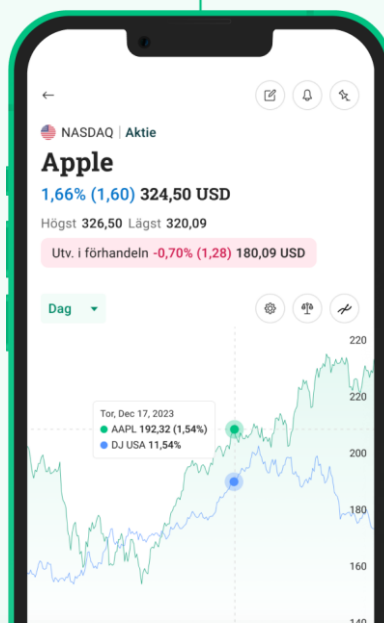 NASDAQ | Aktie
Apple
1,66% (1,60) 324,50 USD
Högst 326,50 Lägst 320,09
Utv. i förhandeln -0,70% (1,28) 180,09 USD
Dag
220
220
Tor, Dec 17, 2023
AAPL 192,32 (1,54%)
DJ USA 11,54%
200
180
160
140